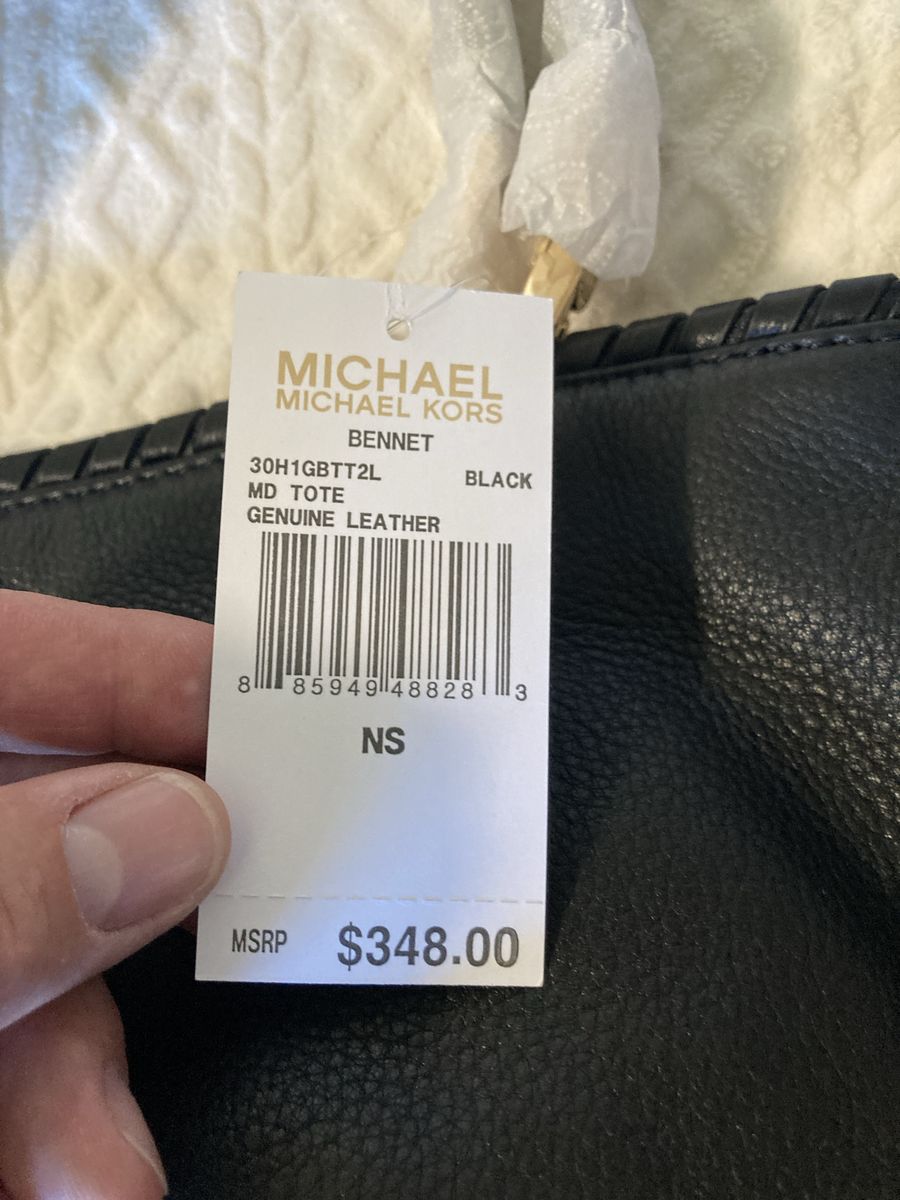 MICHAEL
MICHAEL KORS
BENNET
30H1GBTT2L BLACK
MD TOTE
GENUINE LEATHER
8 85949 48828 3
NS
MSRP $348.00